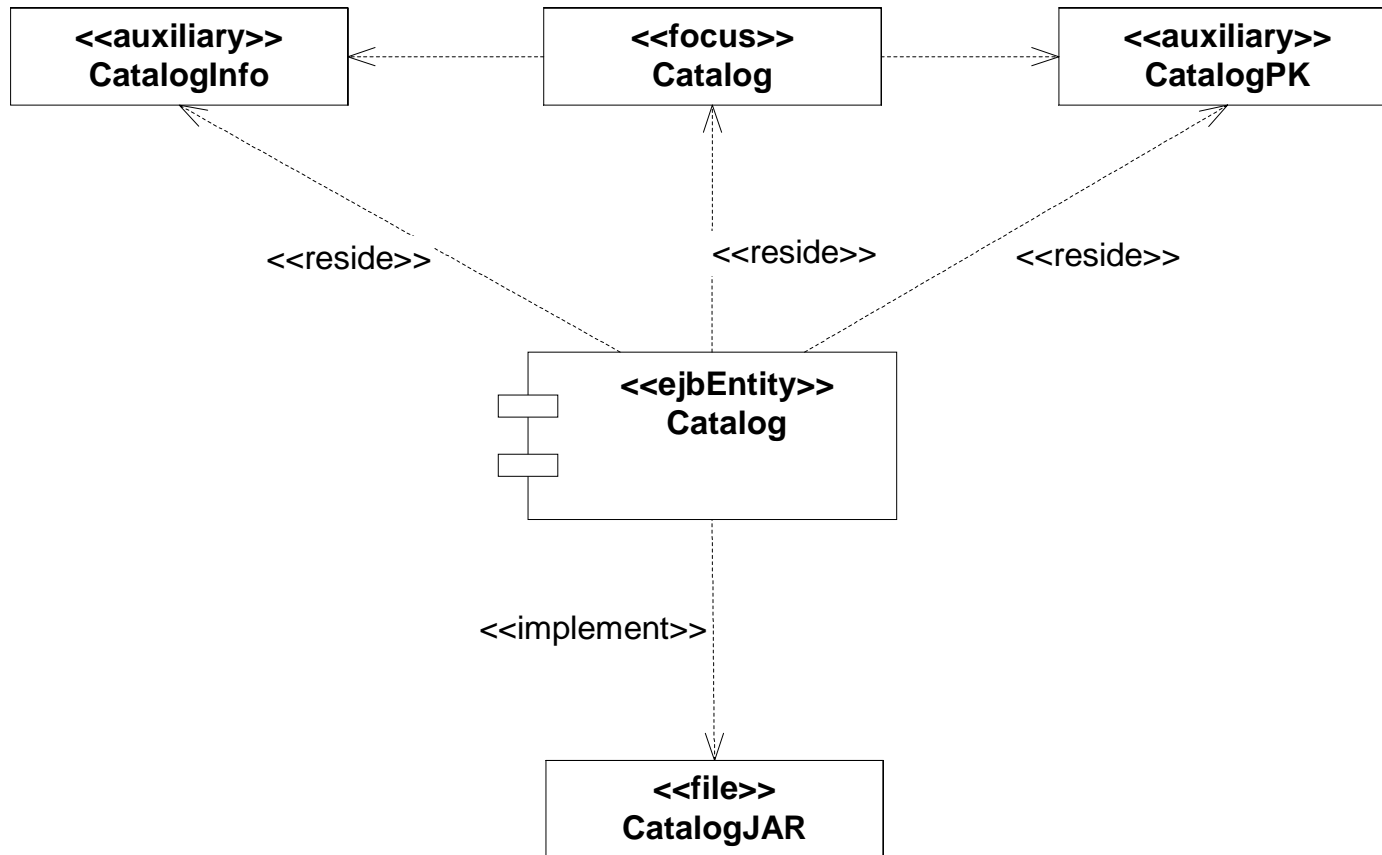 <<auxiliary>>
CatalogInfo
<<focus>>
Catalog
<<auxiliary>>
CatalogPK
<<reside>>
<<reside>>
<<reside>>
<<ejbEntity>>
Catalog
<<implement>>
<<file>>
CatalogJAR